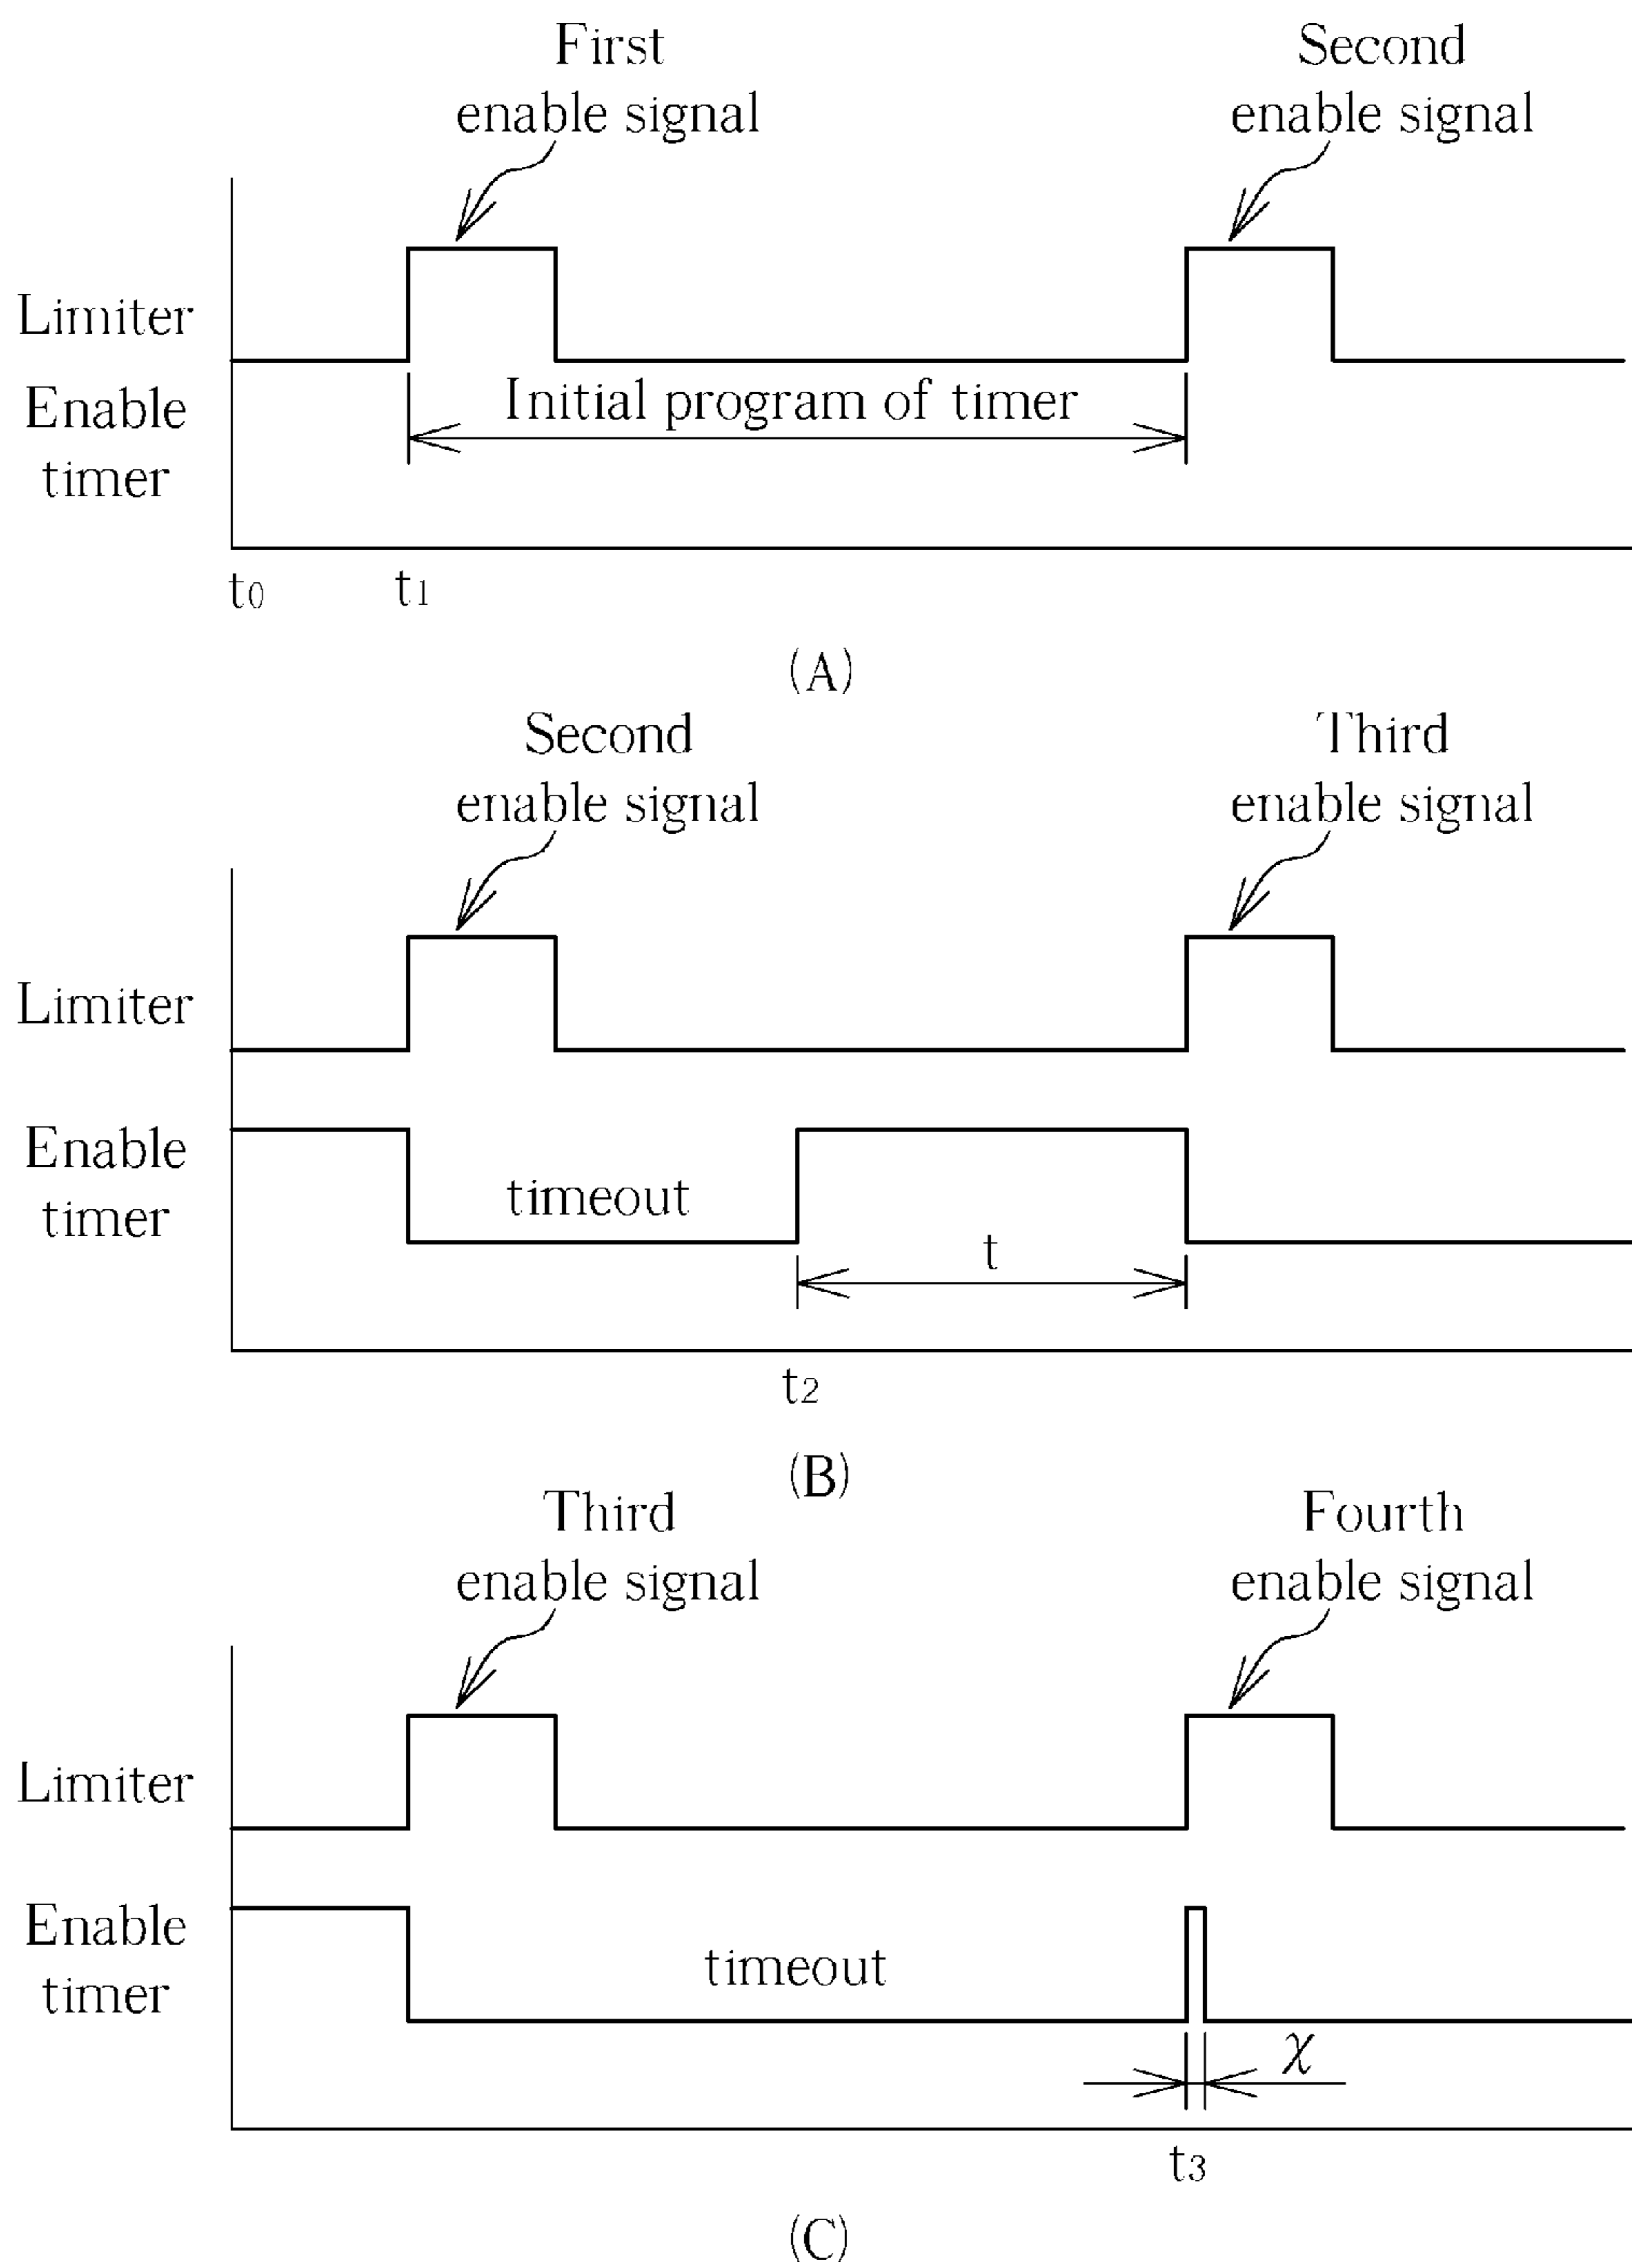 First
enable signal
Second
enable signal
Limiter
Enable
timer
Initial program of timer
t0
t1
(A)
Second
enable signal
Third
enable signal
Limiter
Enable
timer
timeout
t
t2
(B)
Third
enable signal
Fourth
enable signal
Limiter
Enable
timer
timeout
χ
t3
(C)